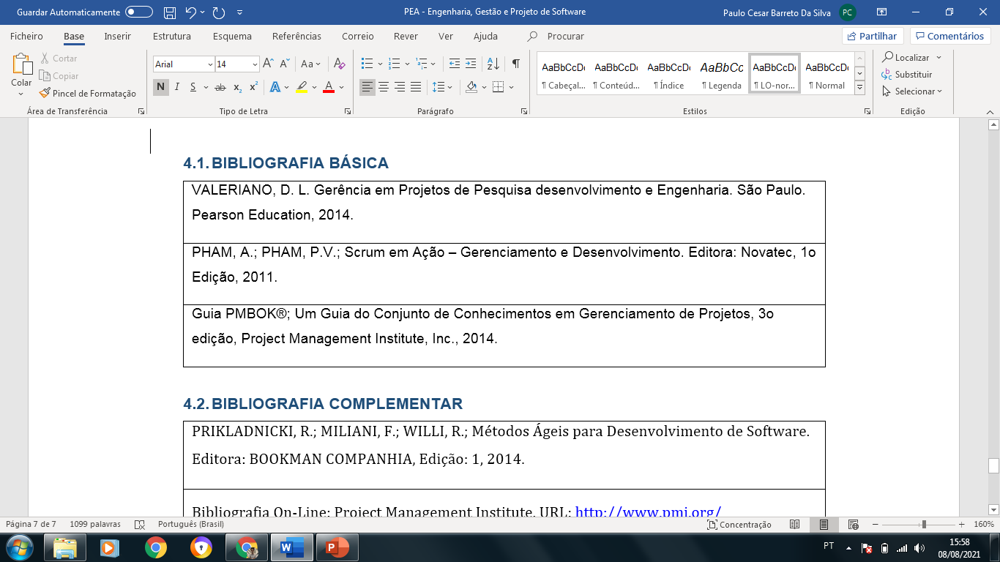 Guardar Automaticamente
PEA - Engenharia, Gestão e Projeto de Software
Paulo Cesar Barreto Da Silva PC
Ficheiro Base Inserir Estrutura Esquema Referências Correio Rever Ver Ajuda Procurar Partilhar Comentários
Colar
Cortar
Copiar
Pincel de Formatação
Área de Transferência
Arial 14
N I S ab x₂ x² A A
Tipo de Letra
Parágrafo
AaBbCcDc AaBbCcDc AaBbCcDc AaBbCc AaBbCcDc AaBbCcDc
¶ Cabeçal... ¶ Conteúd... ¶ Índice ¶ Legenda ¶ LO-nor... ¶ Normal
Estilos
Localizar
Substituir
Selecionar
Edição
4.1. BIBLIOGRAFIA BÁSICA
VALERIANO, D. L. Gerência em Projetos de Pesquisa desenvolvimento e Engenharia. São Paulo.
Pearson Education, 2014.
PHAM, A.; PHAM, P.V.; Scrum em Ação – Gerenciamento e Desenvolvimento. Editora: Novatec, 1o
Edição, 2011.
Guia PMBOK®; Um Guia do Conjunto de Conhecimentos em Gerenciamento de Projetos, 3o
edição, Project Management Institute, Inc., 2014.
4.2. BIBLIOGRAFIA COMPLEMENTAR
PRIKLADNICKI, R.; MILIANI, F.; WILLI, R.; Métodos Ágeis para Desenvolvimento de Software.
Editora: BOOKMAN COMPANHIA, Edição: 1, 2014.
Bibliografia On-Line: Project Management Institute. URL: http://www.pmi.org/
Página 7 de 7 1099 palavras Português (Brasil) Concentração 160%
PT 15:58
08/08/2021